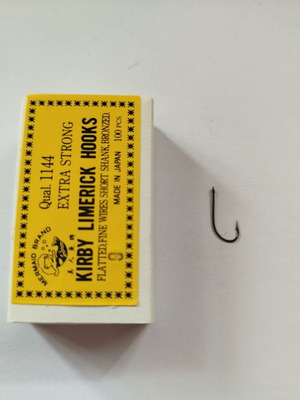 Qual. 1144
EXTRA STRONG
MERMAID BRAND
KIRBY LIMERICK HOOKS
FLATTED, FINE WIRES SHORT SHANK, BRONZED.
MADE IN JAPAN 100 PCS.
9